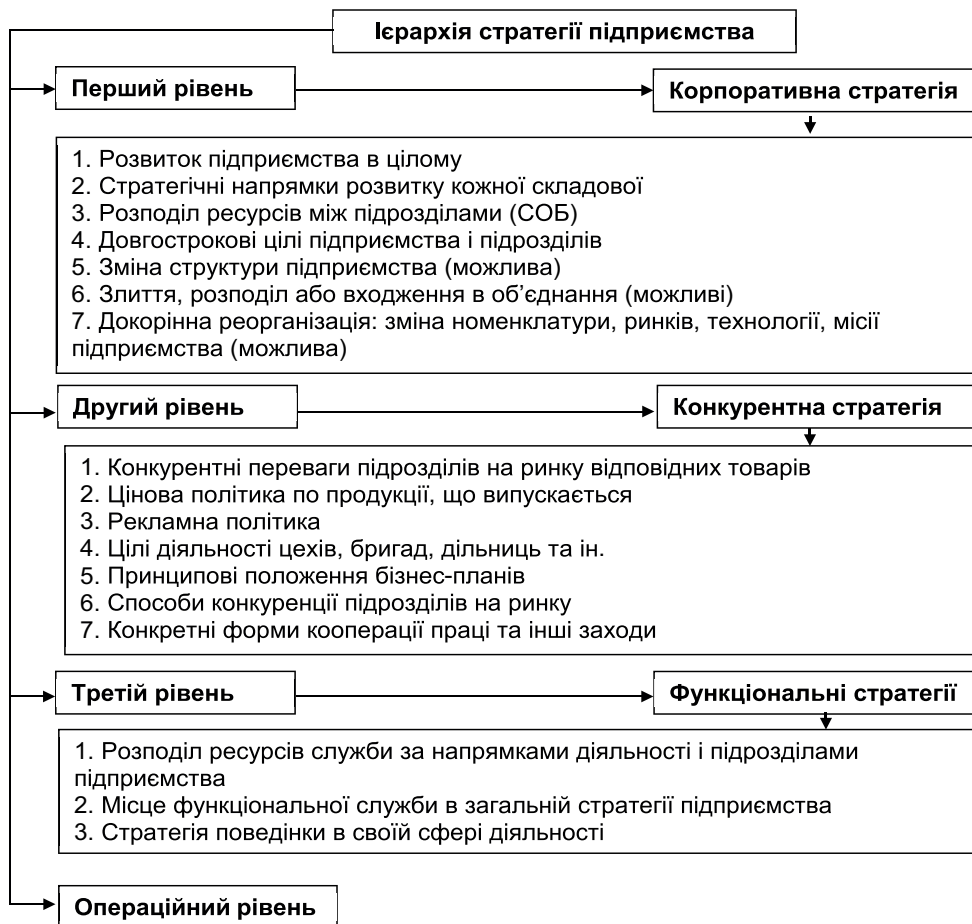 Ієрархія стратегії підприємства
Перший рівень
Корпоративна стратегія
1. Розвиток підприємства в цілому
2. Стратегічні напрямки розвитку кожної складової
3. Розподіл ресурсів між підрозділами (СОБ)
4. Довгострокові цілі підприємства і підрозділів
5. Зміна структури підприємства (можлива)
6. Злиття, розподіл або входження в об’єднання (можливі)
7. Докорінна реорганізація: зміна номенклатури, ринків, технології, місії
підприємства (можлива)
Другий рівень
Конкурентна стратегія
1. Конкурентні переваги підрозділів на ринку відповідних товарів
2. Цінова політика по продукції, що випускається
3. Рекламна політика
4. Цілі діяльності цехів, бригад, дільниць та ін.
5. Принципові положення бізнес-планів
6. Способи конкуренції підрозділів на ринку
7. Конкретні форми кооперації праці та інші заходи
Третій рівень
Функціональні стратегії
1. Розподіл ресурсів служби за напрямками діяльності і підрозділами
підприємства
2. Місце функціональної служби в загальній стратегії підприємства
3. Стратегія поведінки в своїй сфері діяльності
Операційний рівень